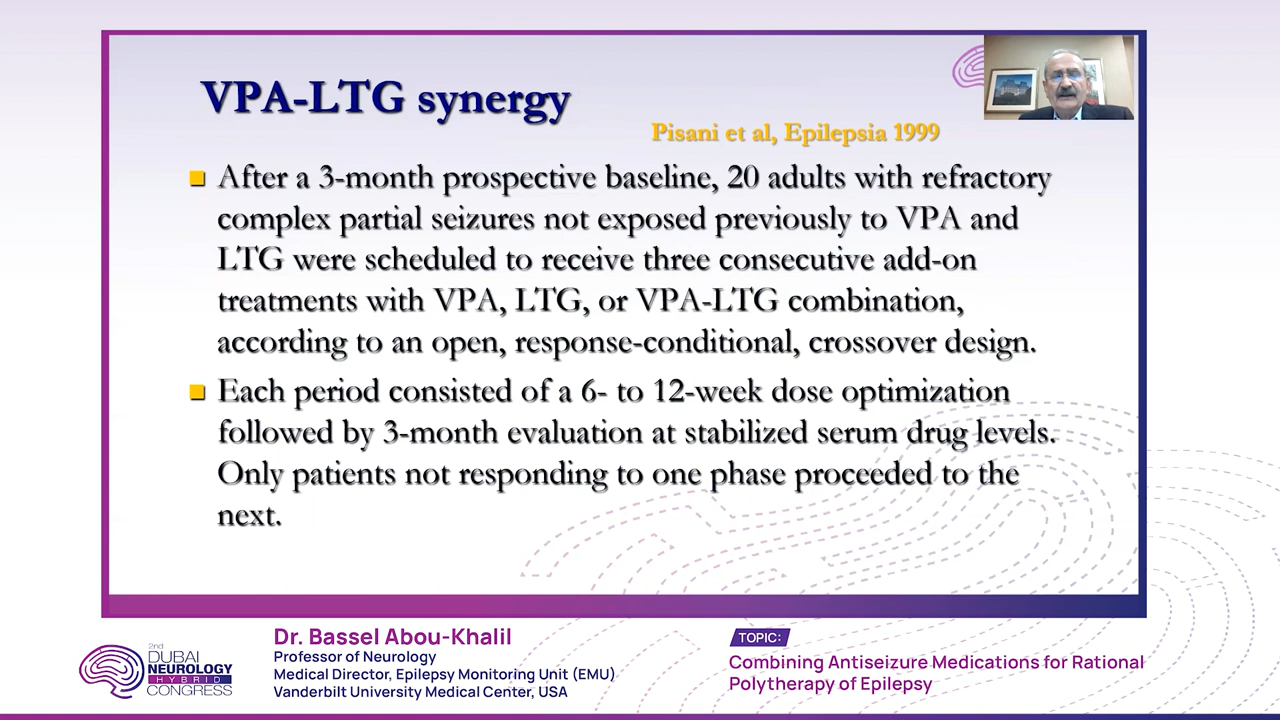 VPA-LTG synergy
Pisani et al, Epilepsia 1999
After a 3-month prospective baseline, 20 adults with refractory
complex partial seizures not exposed previously to VPA and
LTG were scheduled to receive three consecutive add-on
treatments with VPA, LTG, or VPA-LTG combination,
according to an open, response-conditional, crossover design.
Each period consisted of a 6- to 12-week dose optimization
followed by 3-month evaluation at stabilized serum drug levels.
Only patients not responding to one phase proceeded to the
next.
2nd
DUBAI
NEUROLOGY
HYBRID
CONGRESS
Dr. Bassel Abou-Khalil
Professor of Neurology
Medical Director, Epilepsy Monitoring Unit (EMU)
Vanderbilt University Medical Center, USA
TOPIC:
Combining Antiseizure Medications for Rational
Polytherapy of Epilepsy